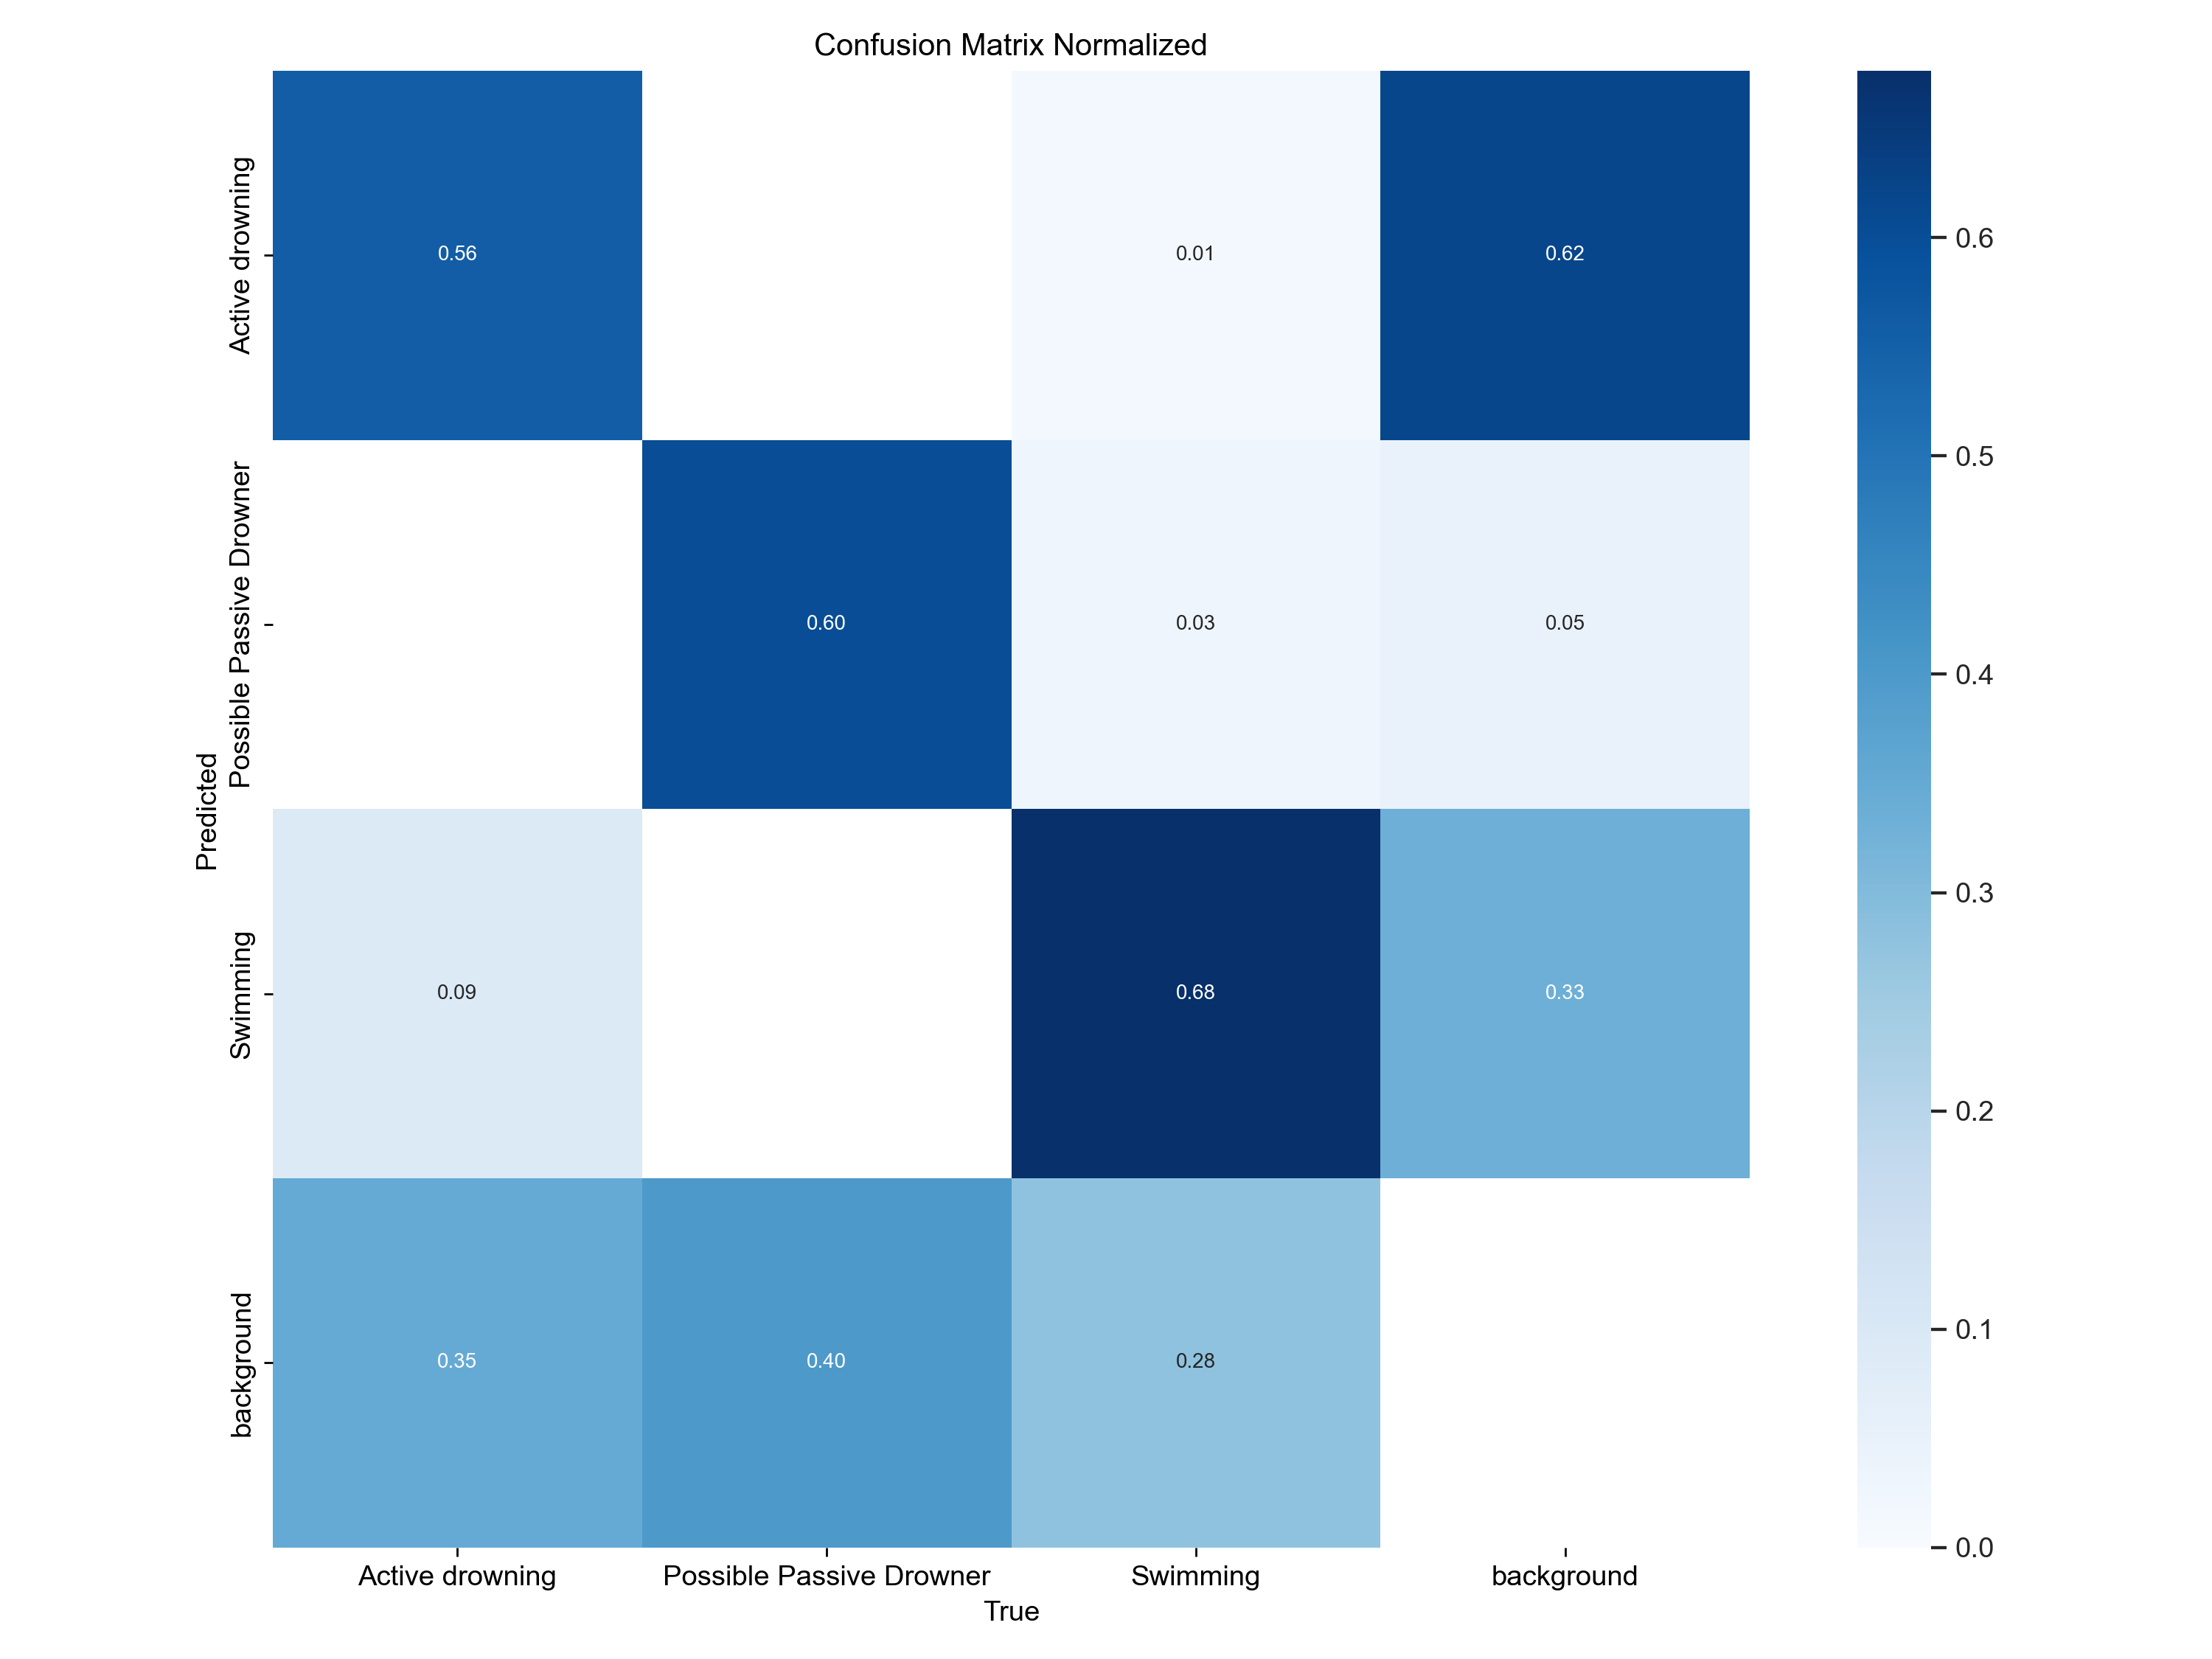 Confusion Matrix Normalized
Active drowning
0.56
0.01
0.62
Possible Passive Drowner
0.60
0.03
0.05
Swimming
0.09
0.68
0.33
background
0.35
0.40
0.28
Predicted
Active drowning
Possible Passive Drowner
Swimming
background
True
0.6
0.5
0.4
0.3
0.2
0.1
0.0